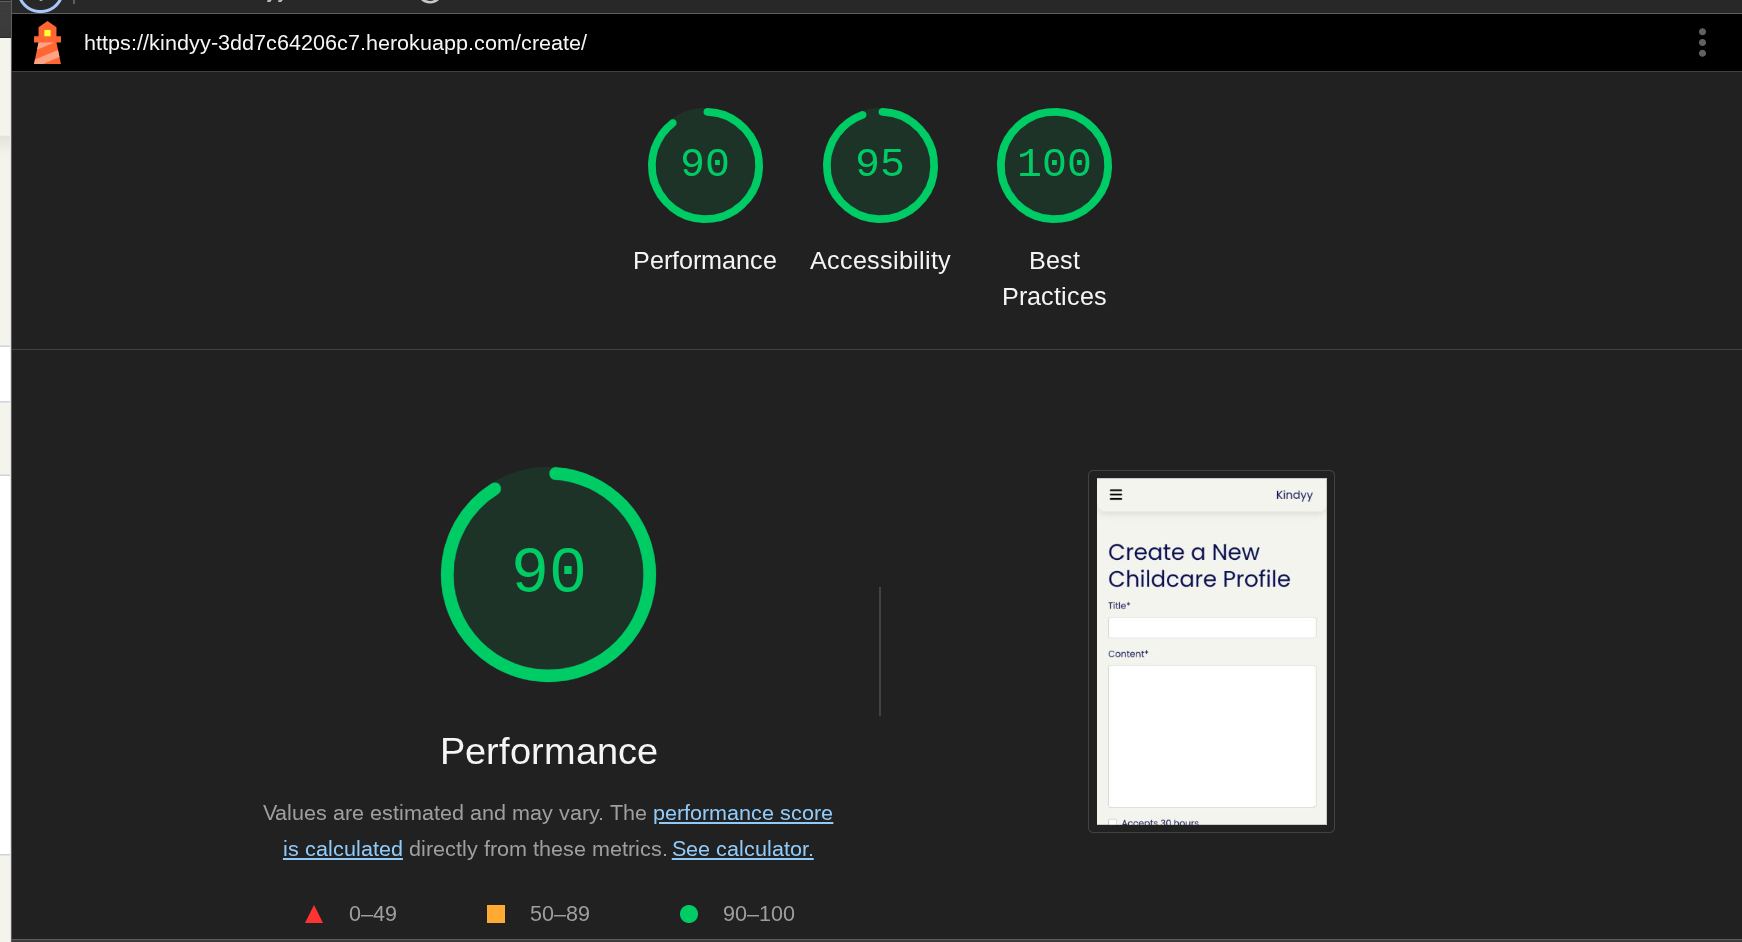 https://kindyy-3dd7c64206c7.herokuapp.com/create/
90
95
100
Performance
Accessibility
Best
Practices
90
Performance
Values are estimated and may vary. The performance score
is calculated directly from these metrics. See calculator.
0–49
50–89
90–100
Kindyy
Create a New
Childcare Profile
Title*
Content*
Accepts 30 hours